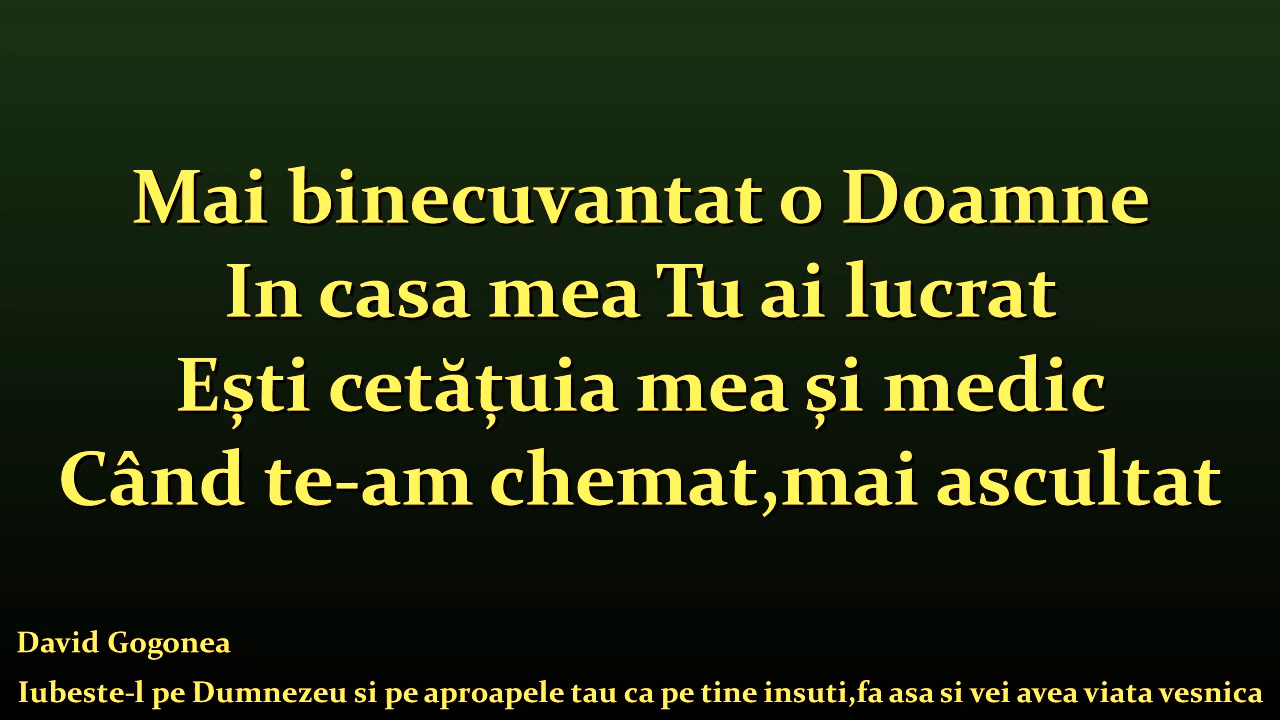 Mai binecuvantat o Doamne
In casa mea Tu ai lucrat
Ești cetățuia mea și medic
Când te-am chemat,mai ascultat
David Gogonea
Iubeste-l pe Dumnezeu si pe aproapele tau ca pe tine insuti,fa asa si vei avea viata vesnica